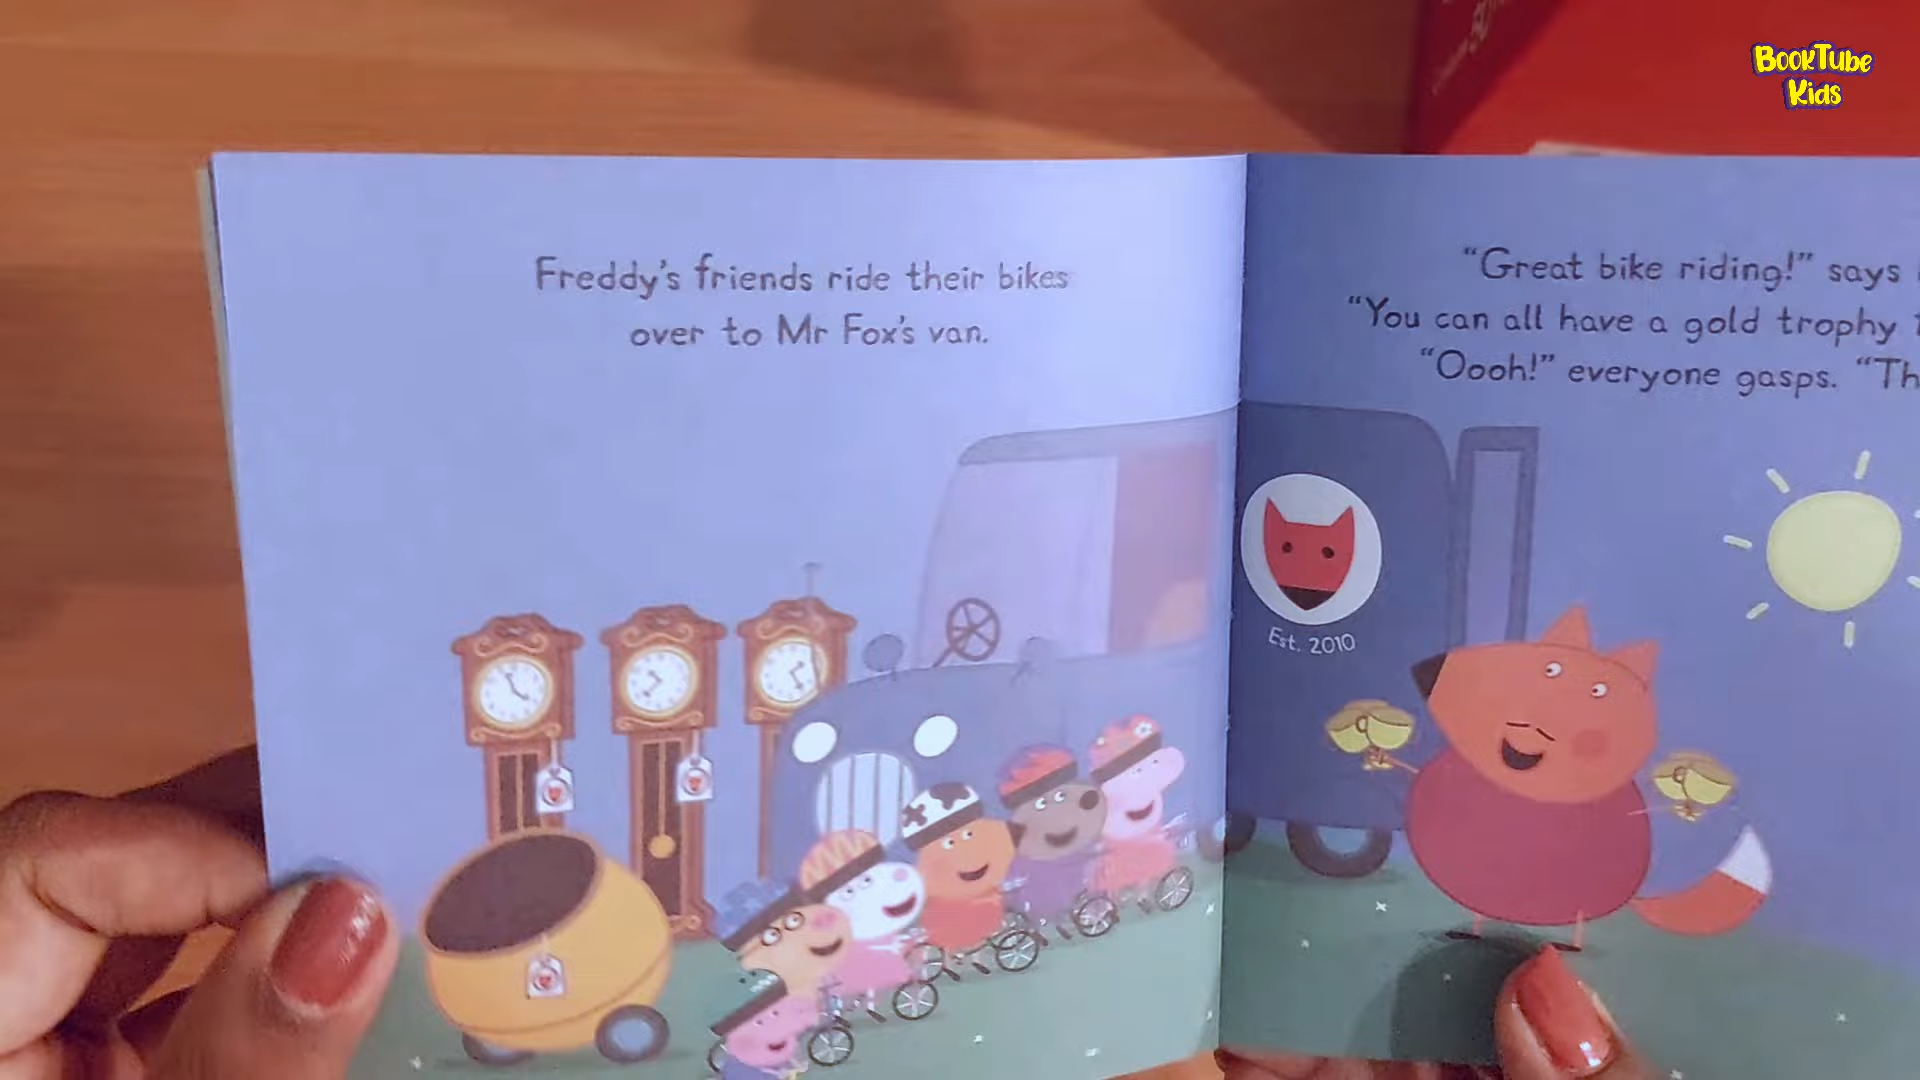 BookTube
Kids
Freddy's friends ride their bikes
over to Mr Fox's van.
“Great bike riding!” says
“You can all have a gold trophy
“Oooh!” everyone gasps. “Th
Est. 2010